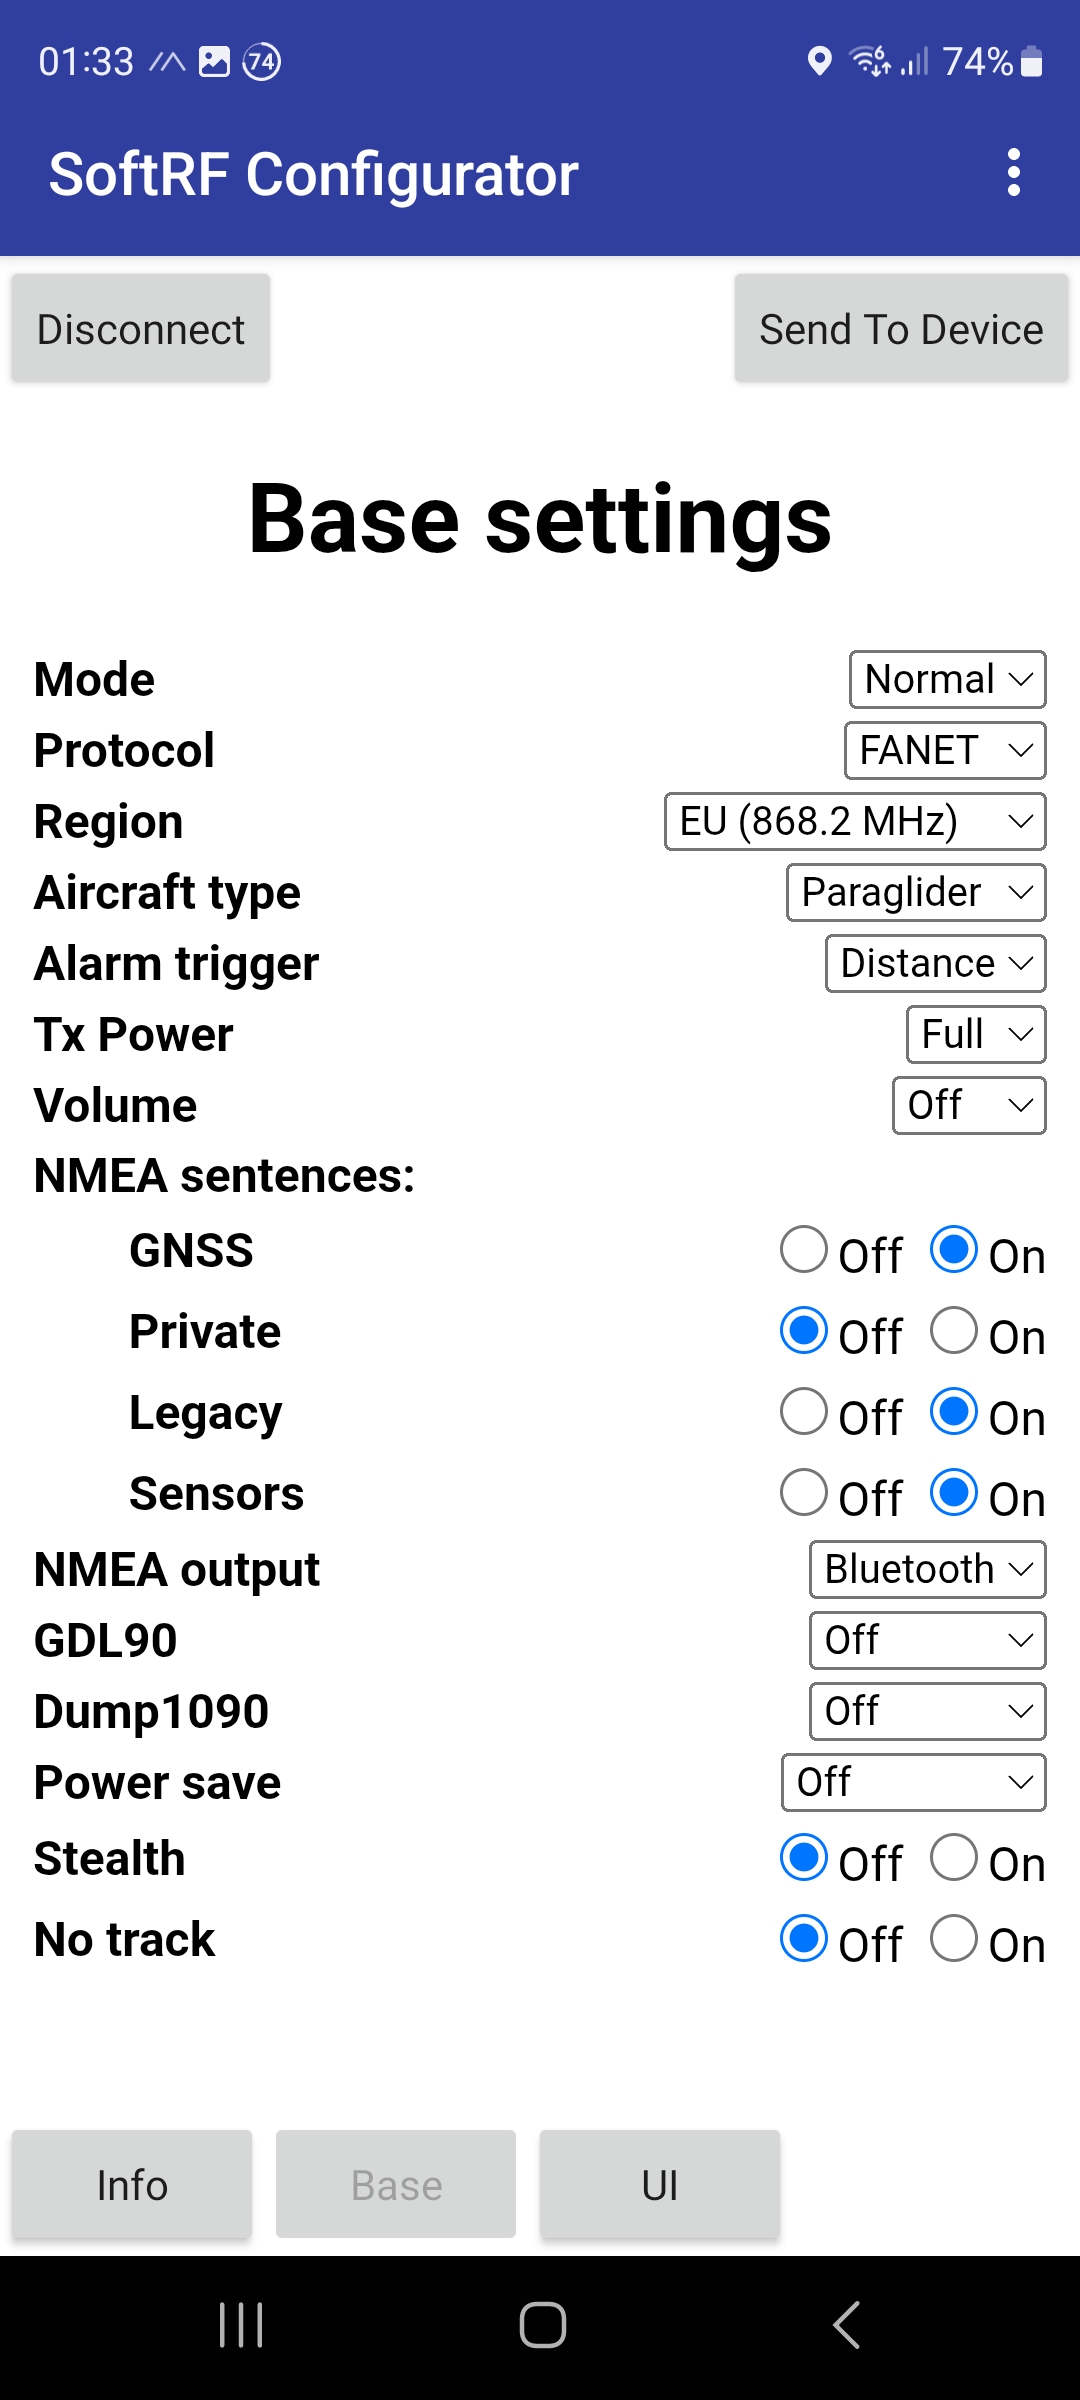 01:33 74 6 74%
SoftRF Configurator
Disconnect Send To Device
Base settings
Mode Normal
Protocol FANET
Region EU (868.2 MHz)
Aircraft type Paraglider
Alarm trigger Distance
Tx Power Full
Volume Off
NMEA sentences:
GNSS Off On
Private Off On
Legacy Off On
Sensors Off On
NMEA output Bluetooth
GDL90 Off
Dump1090 Off
Power save Off
Stealth Off On
No track Off On
Info Base UI